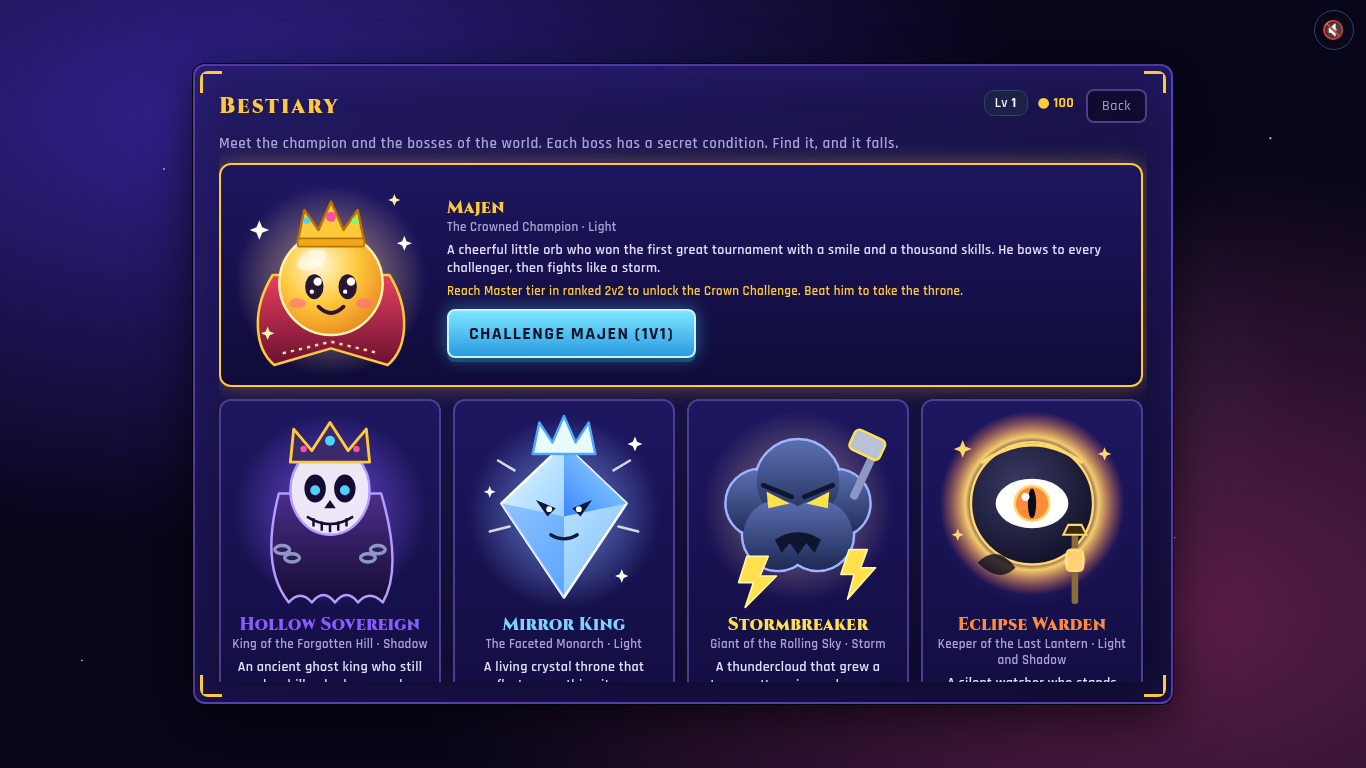 Bestiary
Lv 1
100
Back
Meet the champion and the bosses of the world. Each boss has a secret condition. Find it, and it falls.
Majen
The Crowned Champion · Light
A cheerful little orb who won the first great tournament with a smile and a thousand skills. He bows to every
challenger, then fights like a storm.
Reach Master tier in ranked 2v2 to unlock the Crown Challenge. Beat him to take the throne.
CHALLENGE MAJEN (1V1)
Hollow Sovereign
King of the Forgotten Hill · Shadow
An ancient ghost king who still
Mirror King
The Faceted Monarch · Light
A living crystal throne that
Stormbreaker
Giant of the Rolling Sky · Storm
A thundercloud that grew a
Eclipse Warden
Keeper of the Last Lantern · Light
and Shadow
A silent watcher who stands